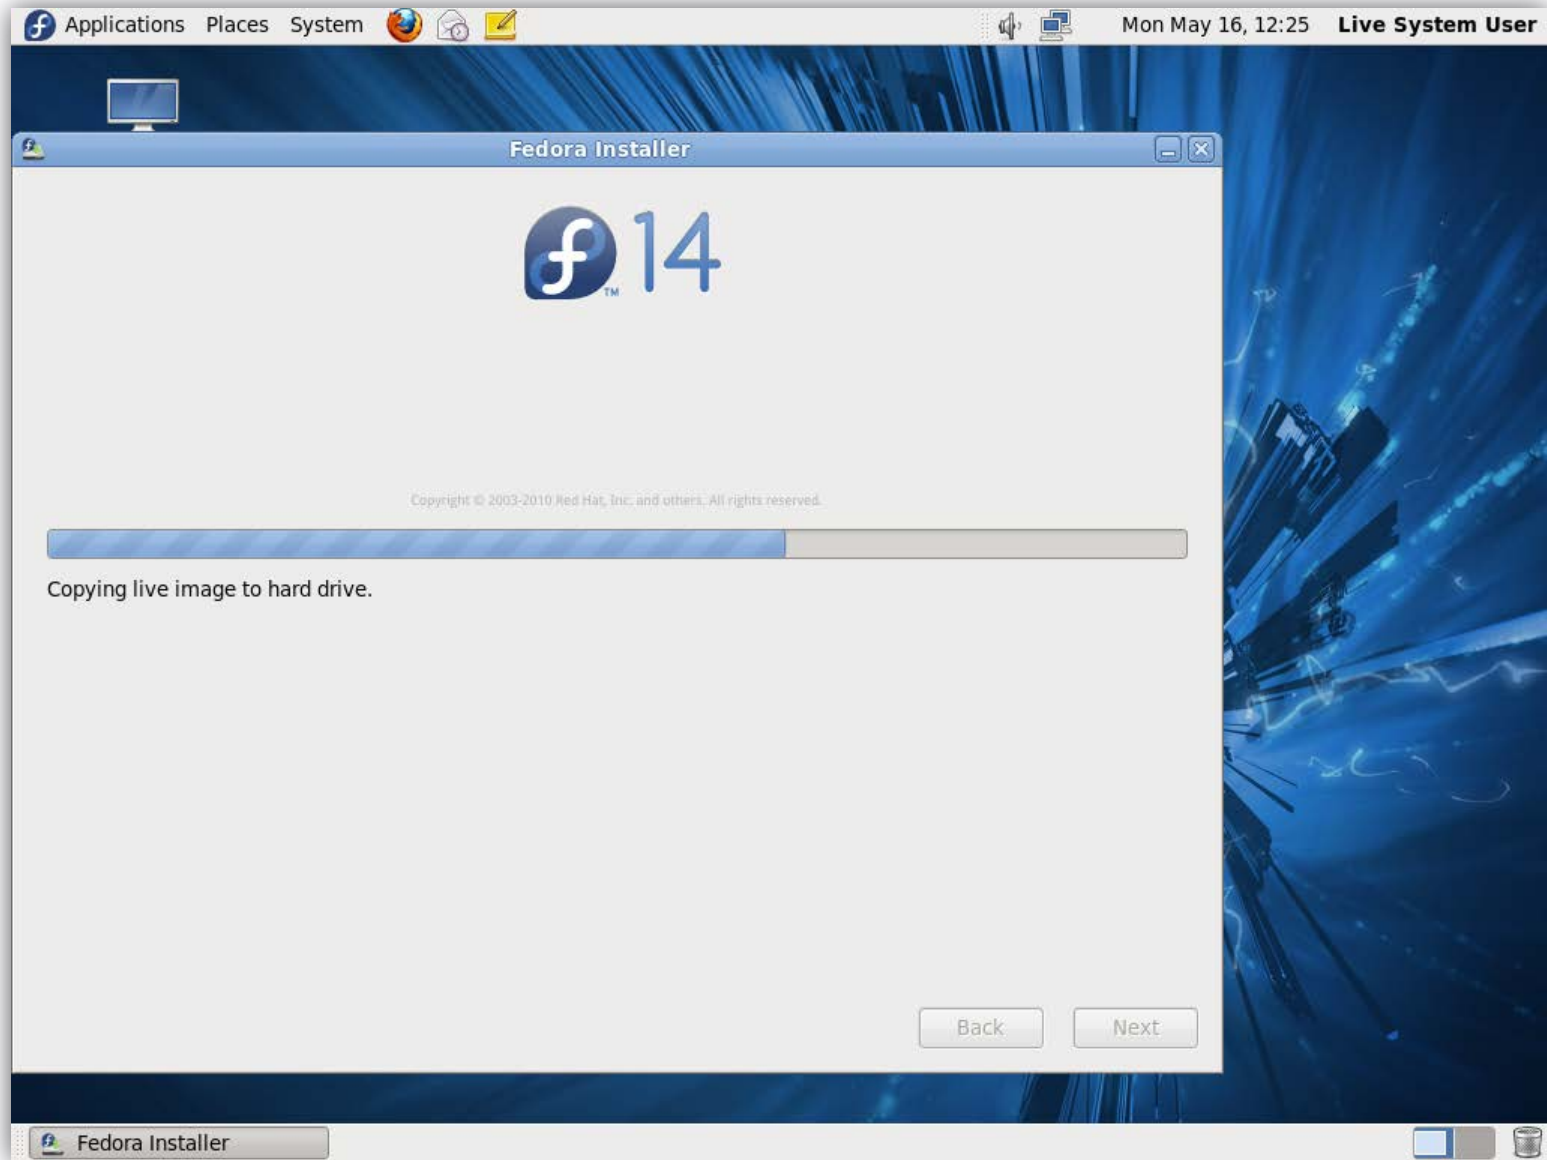 Applications Places System Mon May 16, 12:25 Live System User
Fedora Installer
14
TM
Copyright © 2003-2010 Red Hat, Inc. and others. All rights reserved.
Copying live image to hard drive.
Back Next
Fedora Installer